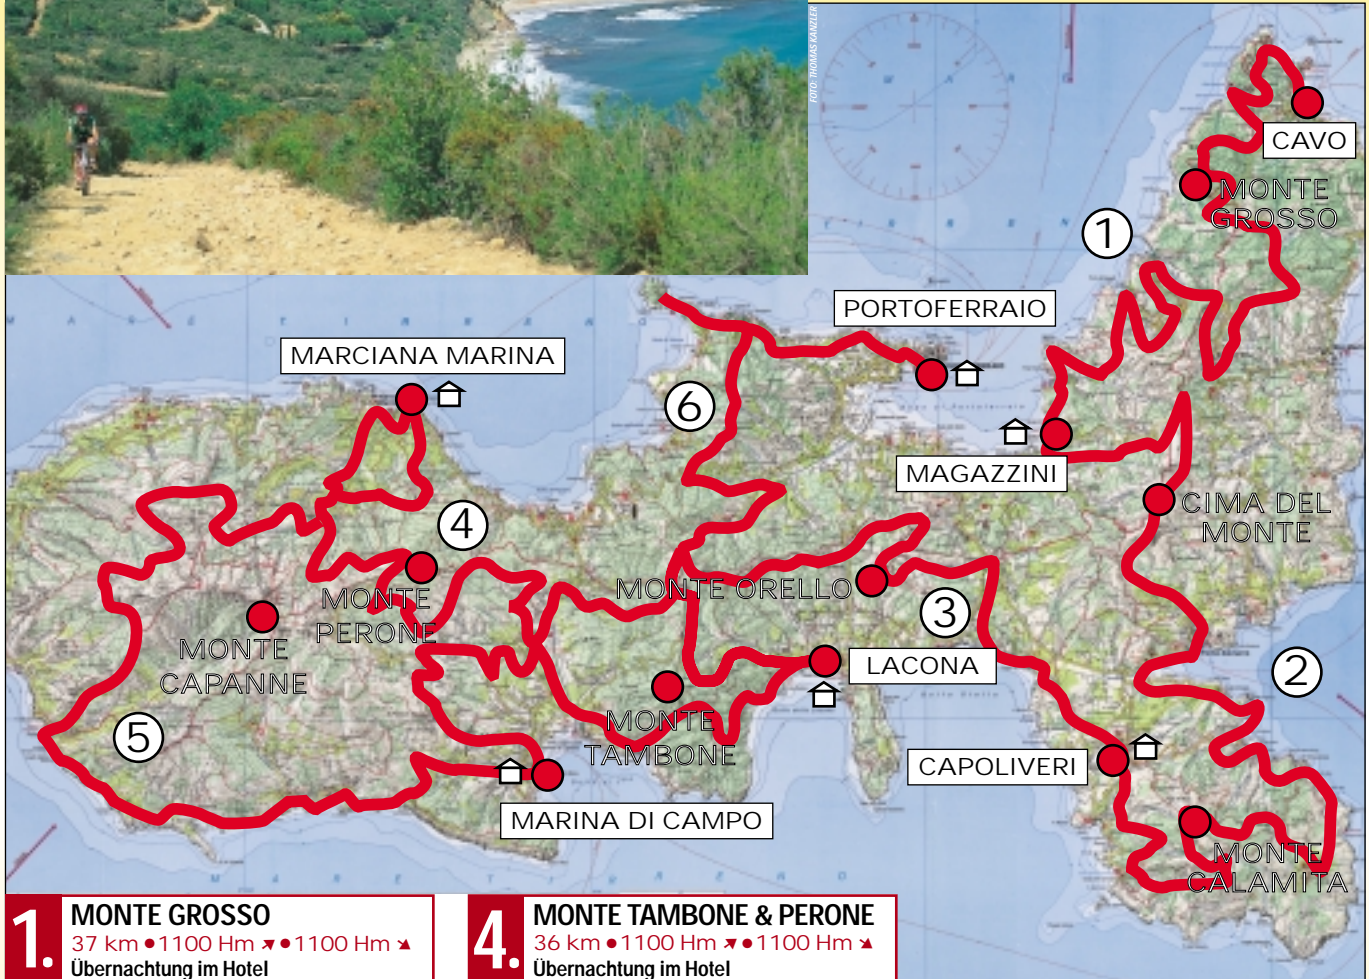 FOTO: THOMAS KANZLER
CAVO
MONTE
GROSSO
1
PORTOFERRAIO
MARCIANA MARINA
6
MAGAZZINI
CIMA DEL
MONTE
4
MONTE ORELLO
MONTE
PERONE
3
MONTE
CAPANNE
LACONA
2
5
MONTE
TAMBONE
CAPOLIVERI
MARINA DI CAMPO
MONTE
CALAMITA
1. MONTE GROSSO
37 km ● 1100 Hm ↗ ● 1100 Hm ↘
Übernachtung im Hotel
4. MONTE TAMBONE & PERONE
36 km ● 1100 Hm ↗ ● 1100 Hm ↘
Übernachtung im Hotel